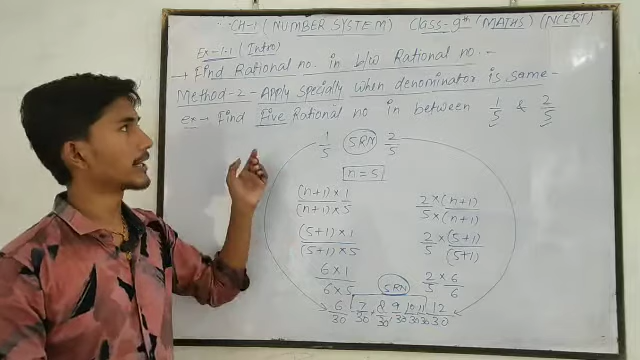 CH-1 (NUMBER SYSTEM) Class-9th (MATHS) (NCERT)
Ex-1.1 (Intro)
→ Find Rational no. in b/w Rational no. -
Method-2 - Apply specially when denominator is same -
ex→ Find Five Rational no in between 1/5 & 2/5
1/5 5RN 2/5
n = 5
(n+1) × 1 / (n+1) × 5 2 × (n+1) / 5 × (n+1)
(5+1) × 1 / (5+1) × 5 2/5 × (5+1)/(5+1)
6 × 1 / 6 × 5 2/5 × 6/6
5RN
6/30 7/30, 8/30, 9/30 10/30 11/30 12/30